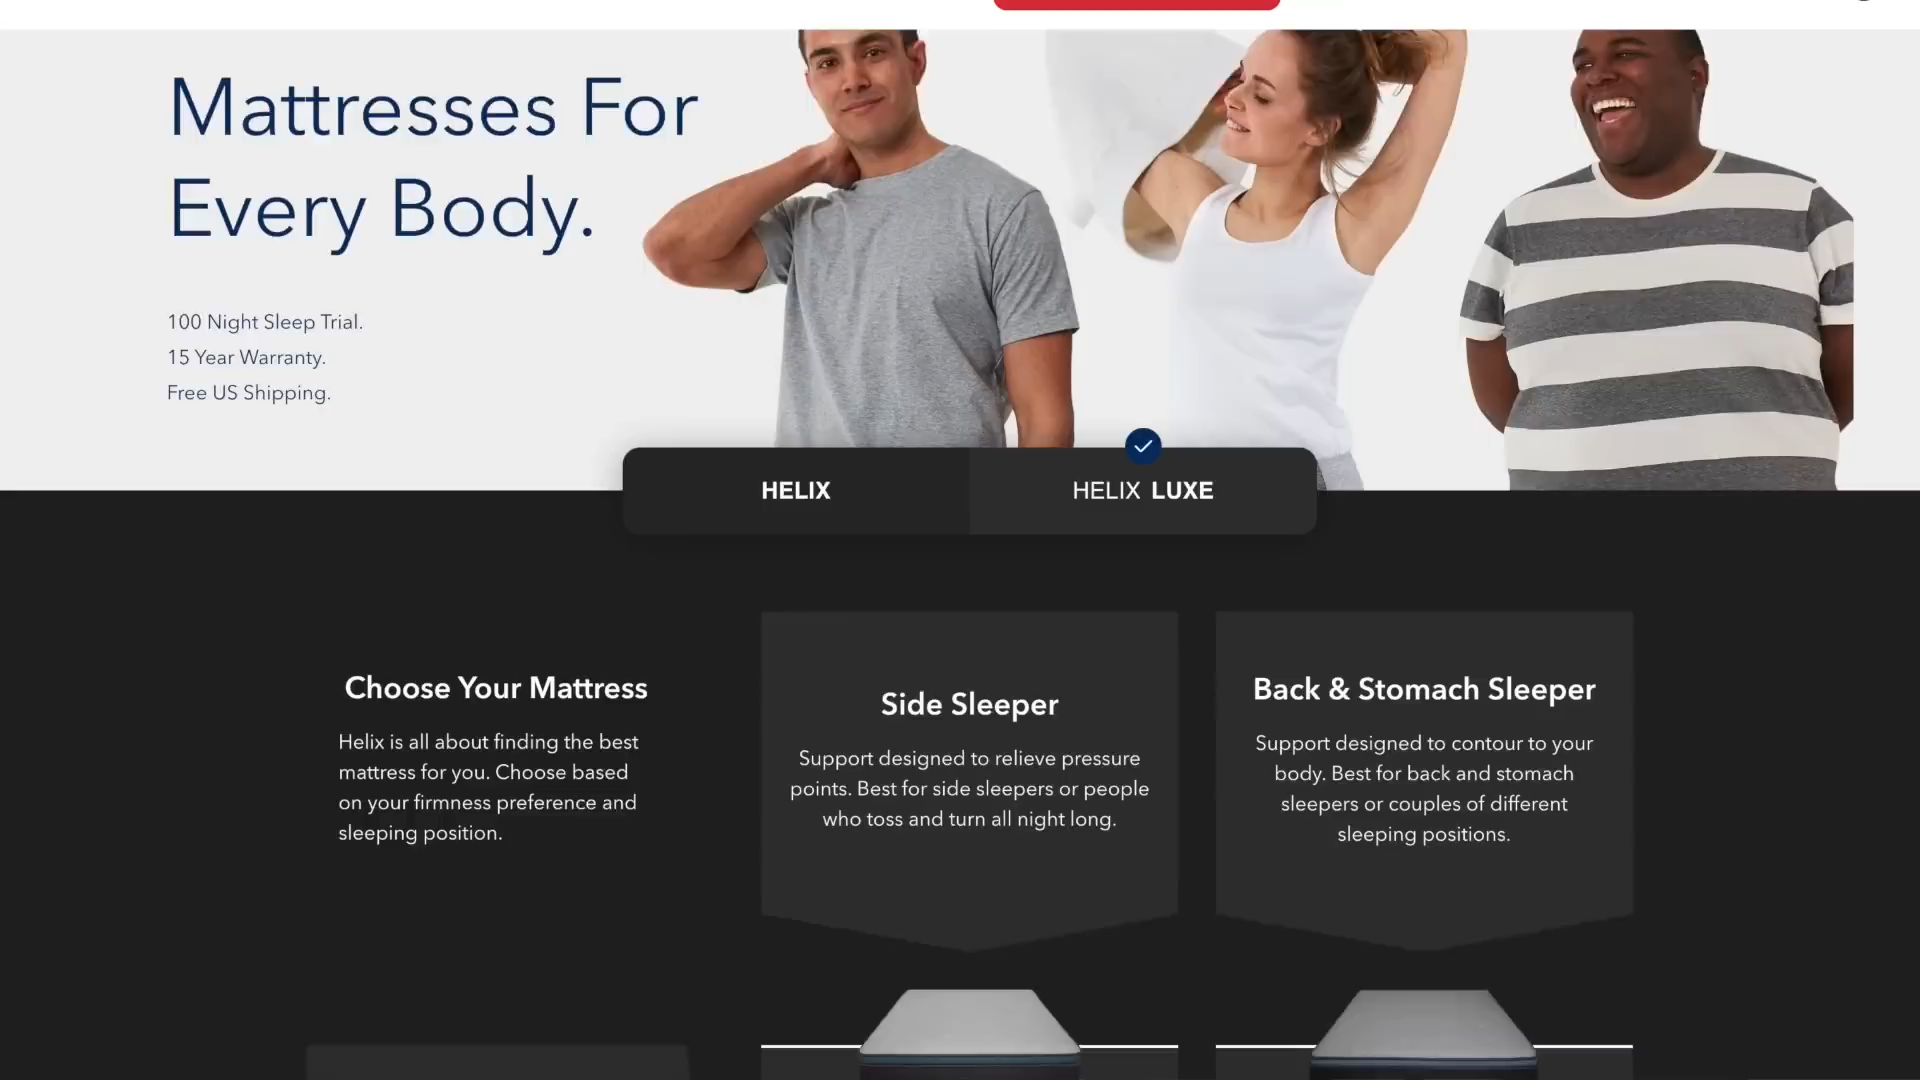 Mattresses For
Every Body.
100 Night Sleep Trial.
15 Year Warranty.
Free US Shipping.
HELIX
HELIX LUXE
Choose Your Mattress
Helix is all about finding the best
mattress for you. Choose based
on your firmness preference and
sleeping position.
Side Sleeper
Support designed to relieve pressure
points. Best for side sleepers or people
who toss and turn all night long.
Back & Stomach Sleeper
Support designed to contour to your
body. Best for back and stomach
sleepers or couples of different
sleeping positions.